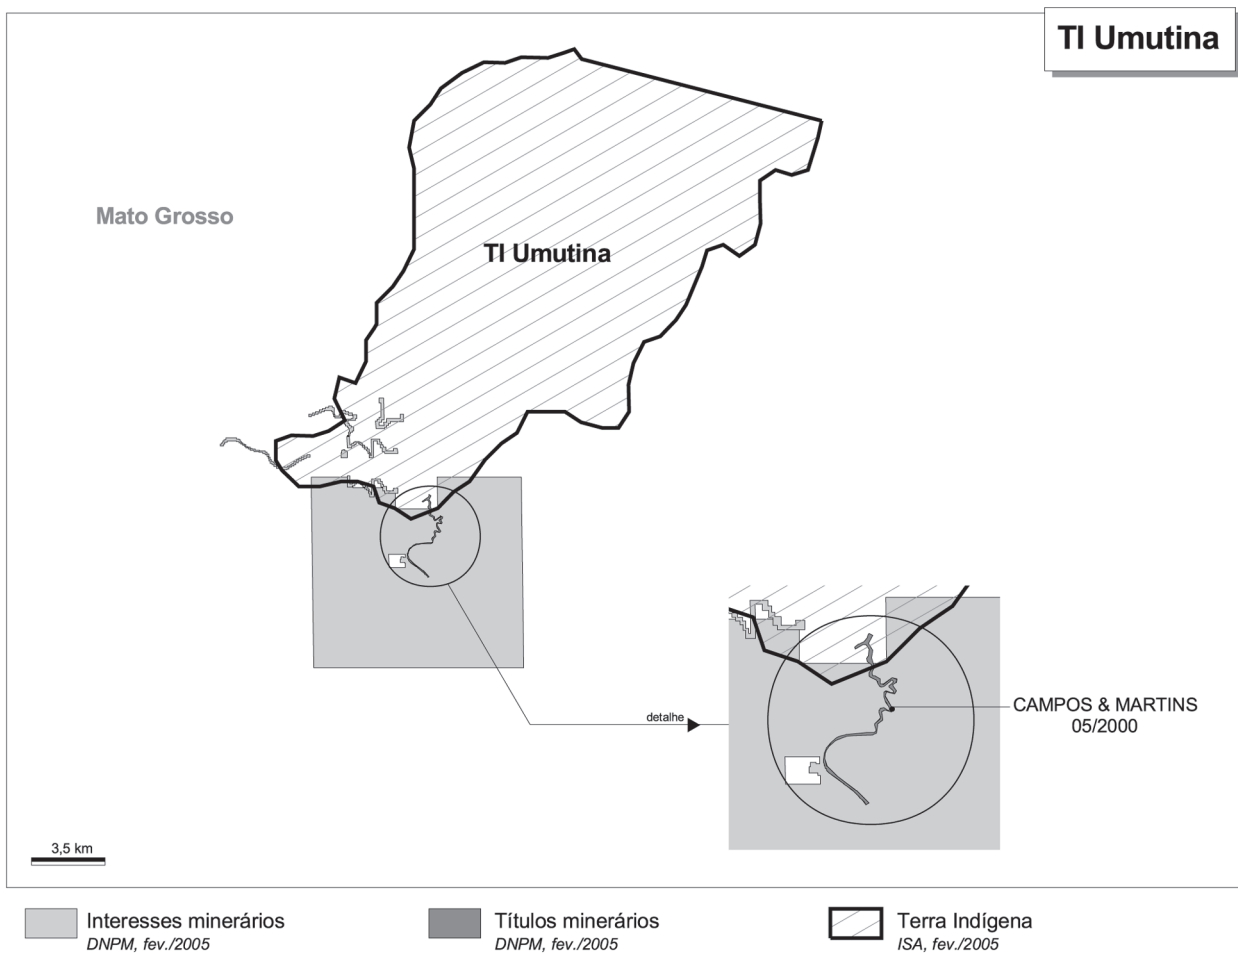 TI Umutina
Mato Grosso
TI Umutina
detalhe
CAMPOS & MARTINS
05/2000
3,5 km
Interesses minerários
DNPM, fev./2005
Títulos minerários
DNPM, fev./2005
Terra Indígena
ISA, fev./2005